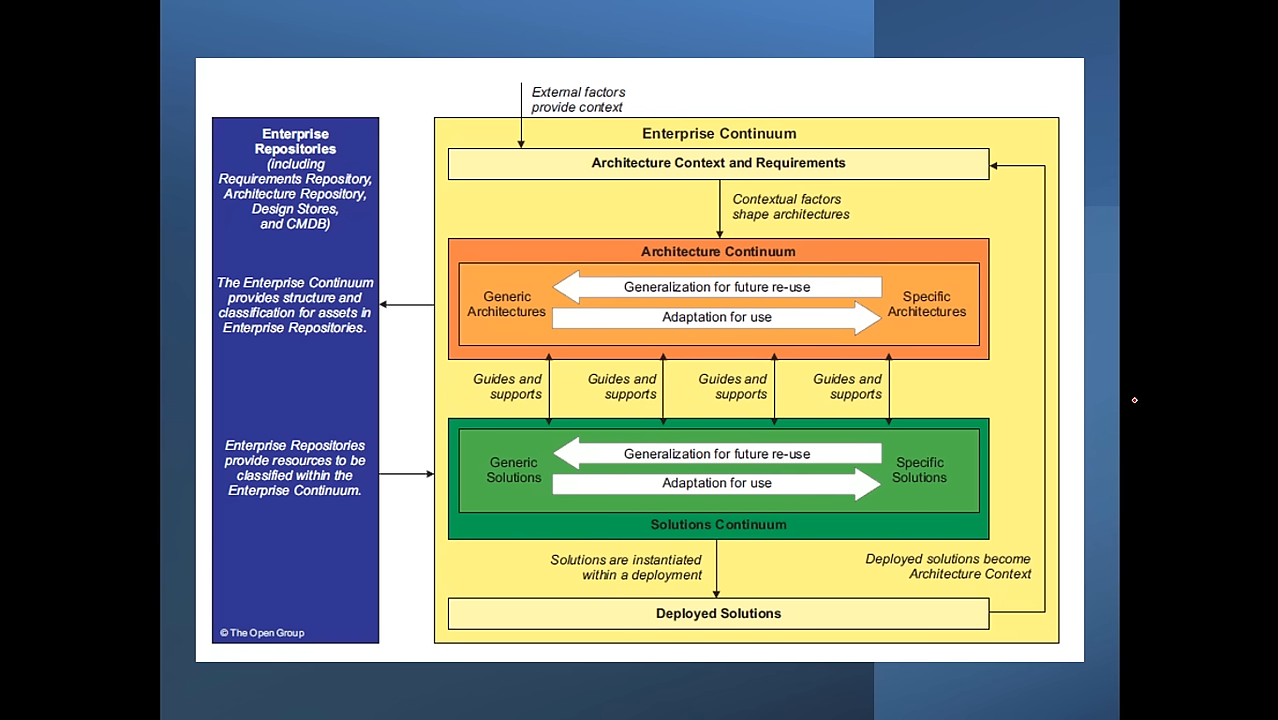 External factors
provide context
Enterprise
Repositories
(including
Requirements Repository,
Architecture Repository,
Design Stores,
and CMDB)
The Enterprise Continuum
provides structure and
classification for assets in
Enterprise Repositories.
Enterprise Repositories
provide resources to be
classified within the
Enterprise Continuum.
© The Open Group
Enterprise Continuum
Architecture Context and Requirements
Contextual factors
shape architectures
Architecture Continuum
Generic
Architectures
Generalization for future re-use
Adaptation for use
Specific
Architectures
Guides and
supports
Guides and
supports
Guides and
supports
Guides and
supports
Generic
Solutions
Generalization for future re-use
Adaptation for use
Specific
Solutions
Solutions Continuum
Solutions are instantiated
within a deployment
Deployed solutions become
Architecture Context
Deployed Solutions